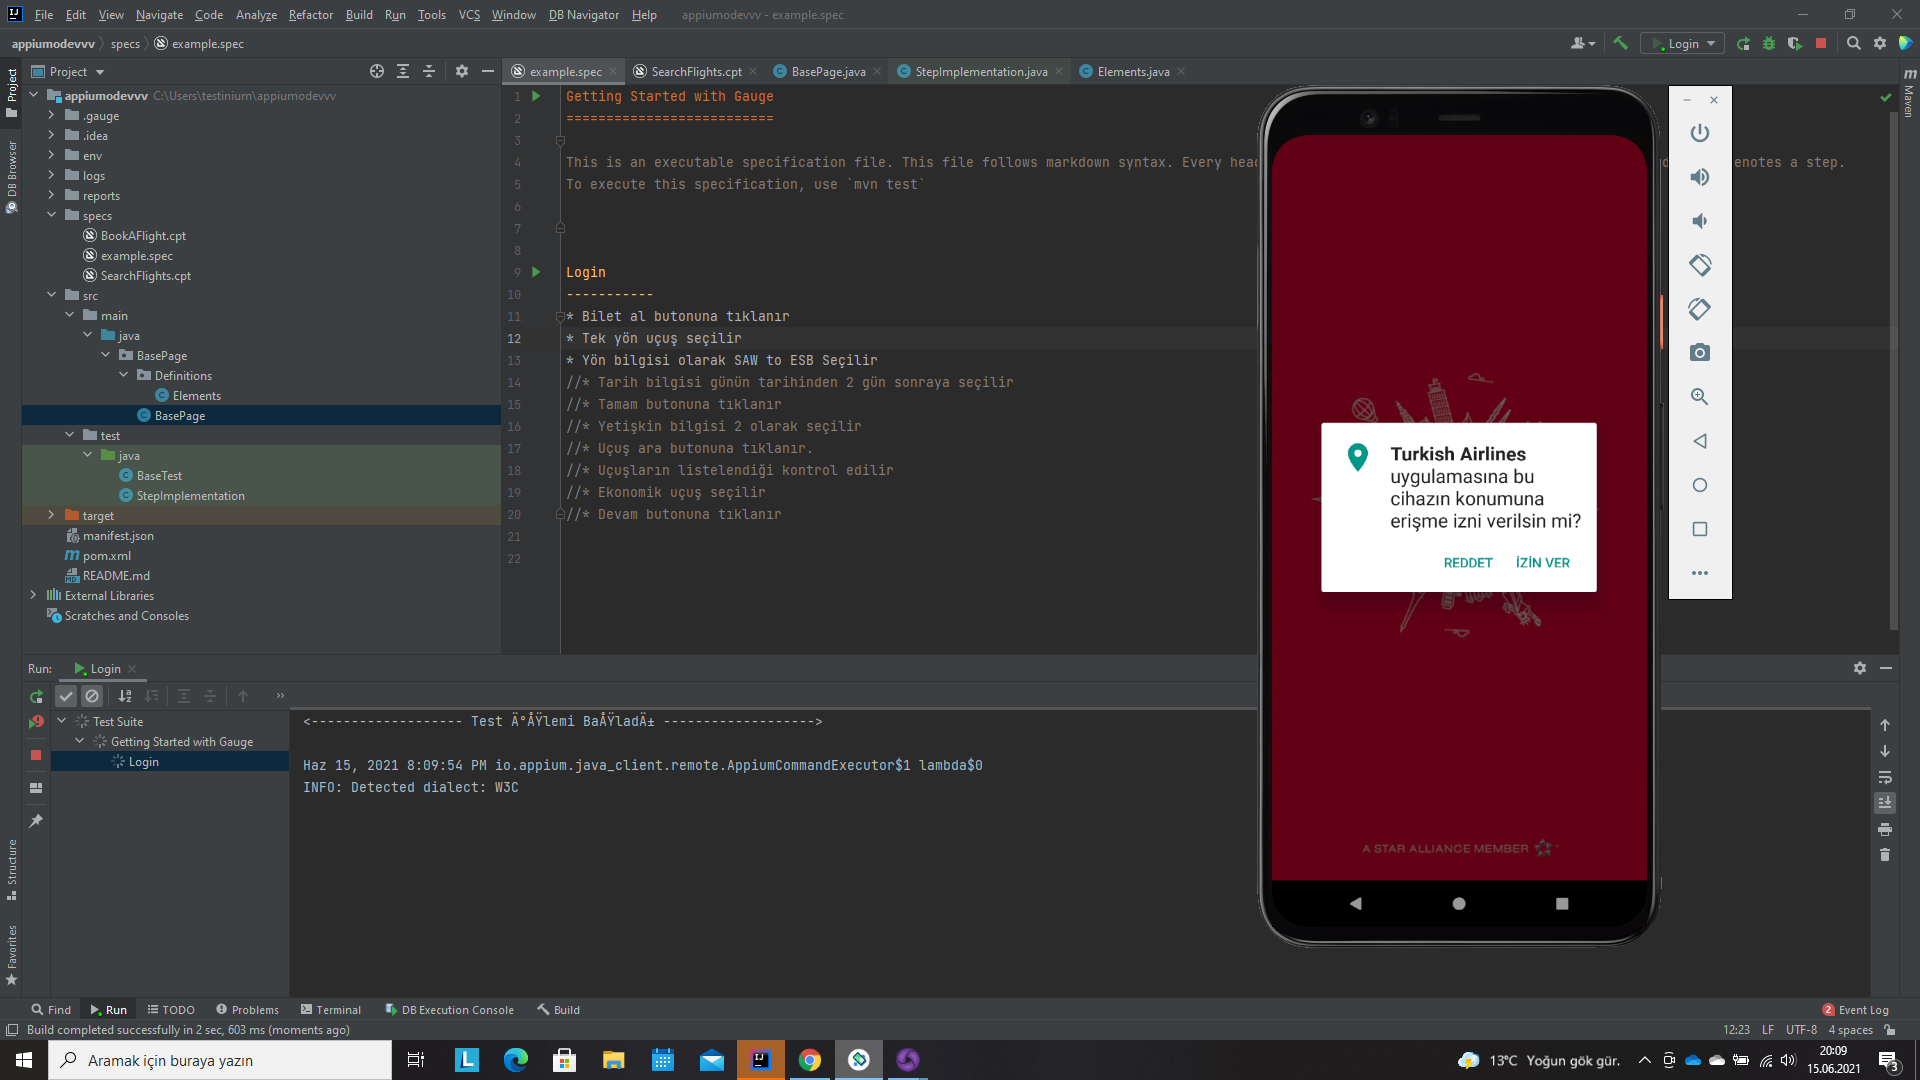 File Edit View Navigate Code Analyze Refactor Build Run Tools VCS Window DB Navigator Help appiumodevvv - example.spec
appiumodevvv specs example.spec
Login
Project
example.spec SearchFlights.cpt BasePage.java StepImplementation.java Elements.java
Project
DB Browser
Structure
Favorites
Maven
appiumodevvv C:\Users\testinium\appiumodevvv
.gauge
.idea
env
logs
reports
specs
BookAFlight.cpt
example.spec
SearchFlights.cpt
src
main
java
BasePage
Definitions
Elements
BasePage
test
java
BaseTest
StepImplementation
target
manifest.json
pom.xml
README.md
External Libraries
Scratches and Consoles
1 Getting Started with Gauge
2 ==========================
3
4 This is an executable specification file. This file follows markdown syntax. Every hea
enotes a step.
5 To execute this specification, use `mvn test`
6
7
8
9 Login
10 -----------
11 * Bilet al butonuna tıklanır
12 * Tek yön uçuş seçilir
13 * Yön bilgisi olarak SAW to ESB Seçilir
14 //* Tarih bilgisi günün tarihinden 2 gün sonraya seçilir
15 //* Tamam butonuna tıklanır
16 //* Yetişkin bilgisi 2 olarak seçilir
17 //* Uçuş ara butonuna tıklanır.
18 //* Uçuşların listelendiği kontrol edilir
19 //* Ekonomik uçuş seçilir
20 //* Devam butonuna tıklanır
21
22
Turkish Airlines
uygulamasına bu
cihazın konumuna
erişme izni verilsin mi?
REDDET İZİN VER
A STAR ALLIANCE MEMBER
Run: Login
Test Suite
Getting Started with Gauge
Login
<------------------- Test Ä°ÅŸlemi BaÅŸladÄ± ------------------->
Haz 15, 2021 8:09:54 PM io.appium.java_client.remote.AppiumCommandExecutor$1 lambda$0
INFO: Detected dialect: W3C
Find Run TODO Problems Terminal DB Execution Console Build 2 Event Log
Build completed successfully in 2 sec, 603 ms (moments ago) 12:23 LF UTF-8 4 spaces
Aramak için buraya yazın
13°C Yoğun gök gür.
20:09
15.06.2021
3